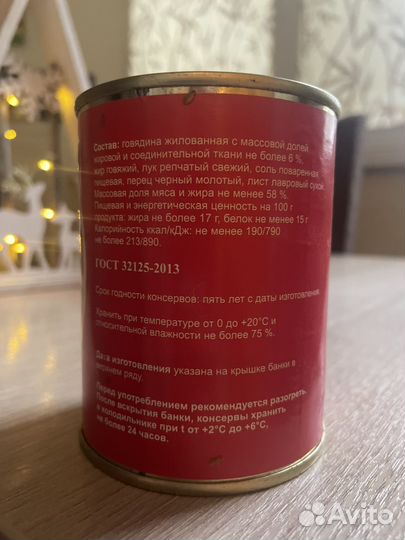 Состав: говядина жилованная с массовой долей
жировой и соединительной ткани не более 6 %,
жир говяжий, лук репчатый свежий, соль поваренная
пищевая, перец черный молотый, лист лавровый сухой.
Массовая доля мяса и жира не менее 58 %.
Пищевая и энергетическая ценность на 100 г
продукта: жира не более 17 г, белок не менее 15 г
Калорийность ккал/кДж: не менее 190/790
не более 213/890.
ГОСТ 32125-2013
Срок годности консервов: пять лет с даты изготовления.
Хранить при температуре от 0 до +20°С и
относительной влажности не более 75 %.
Дата изготовления указана на крышке банки в
верхнем ряду.
Перед употреблением рекомендуется разогреть.
После вскрытия банки, консервы хранить
в холодильнике при t от +2°С до +6°С,
не более 24 часов.
Avito